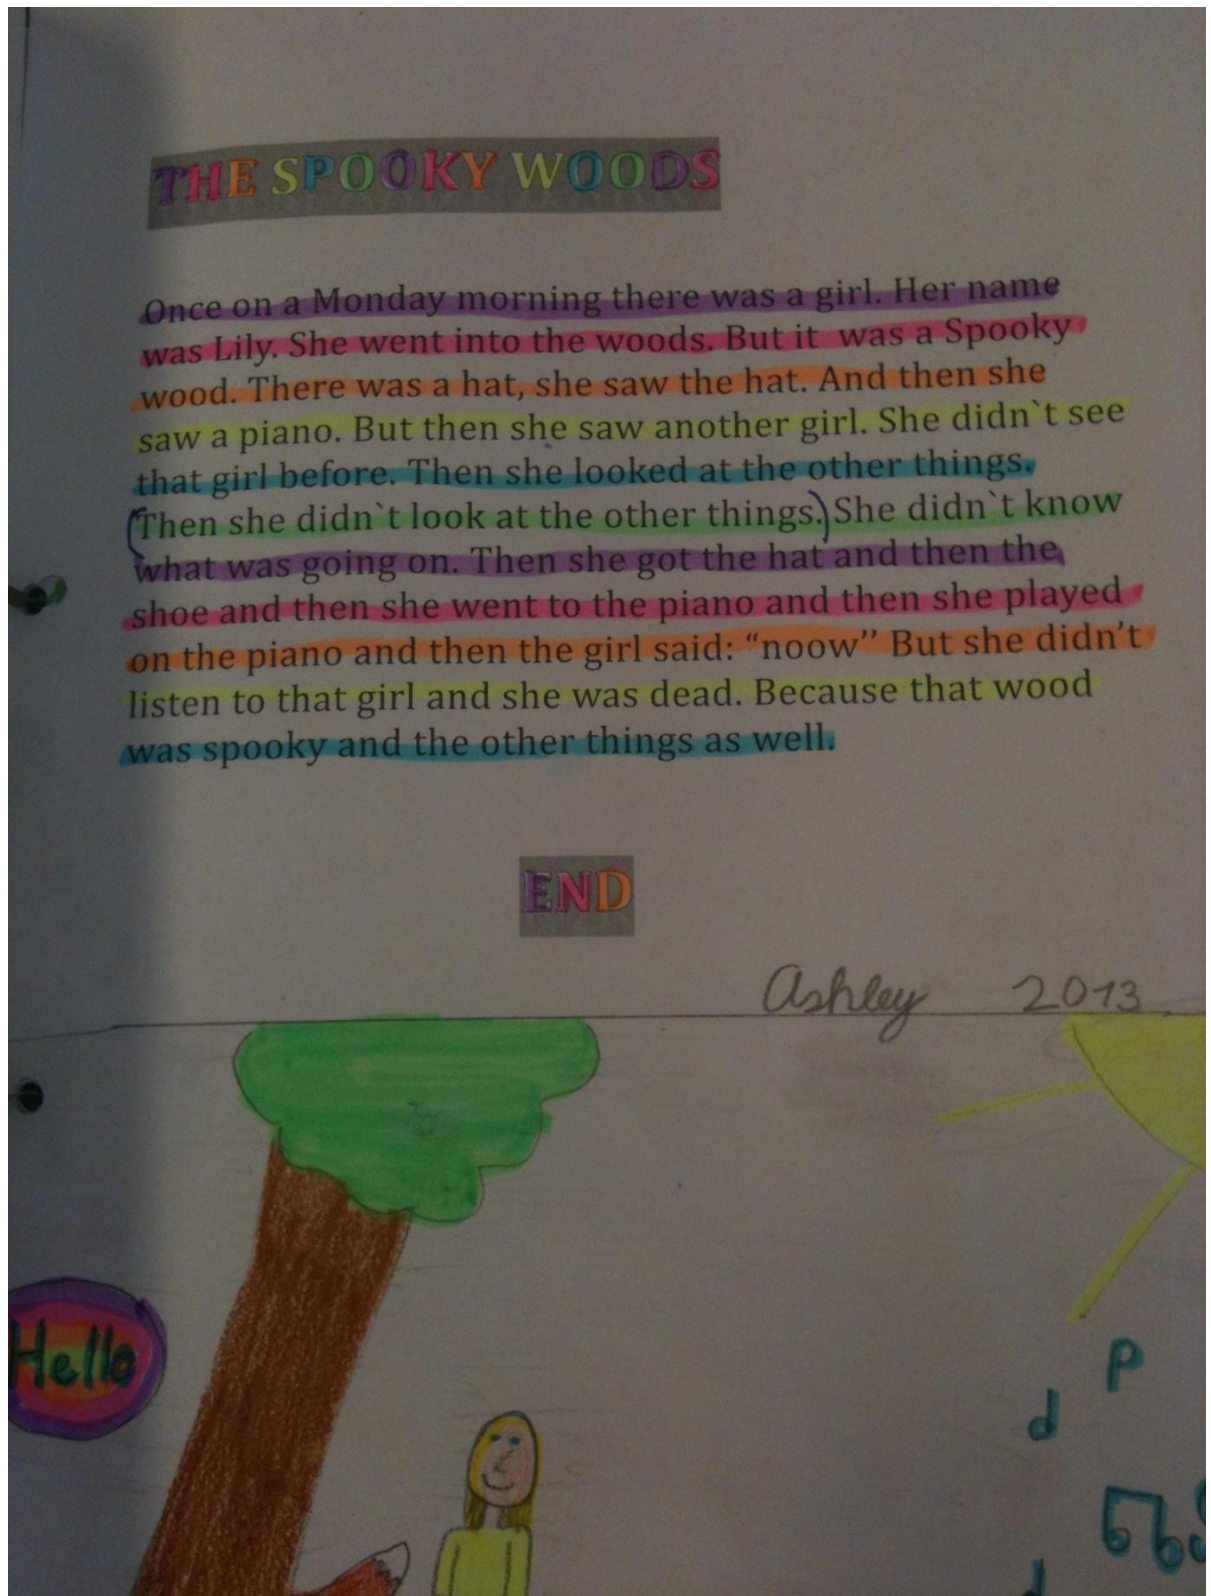 THE SPOOKY WOODS
Once on a Monday morning there was a girl. Her name
was Lily. She went into the woods. But it  was a Spooky
wood. There was a hat, she saw the hat. And then she
saw a piano. But then she saw another girl. She didn`t see
that girl before. Then she looked at the other things.
(Then she didn`t look at the other things.) She didn`t know
what was going on. Then she got the hat and then the
shoe and then she went to the piano and then she played
on the piano and then the girl said: “noow” But she didn’t
listen to that girl and she was dead. Because that wood
was spooky and the other things as well.
END
Ashley 2013
Hello